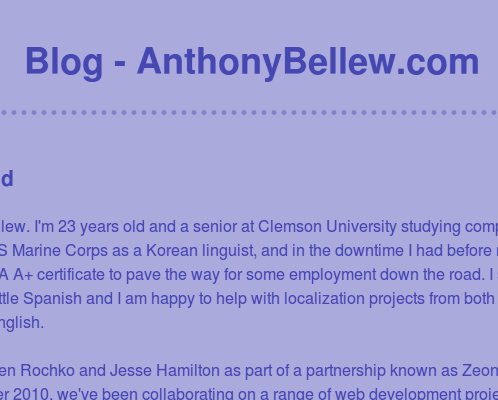 Blog - AnthonyBellew.com
d
lew. I'm 23 years old and a senior at Clemson University studying comp
S Marine Corps as a Korean linguist, and in the downtime I had before
A A+ certificate to pave the way for some employment down the road. I
ttle Spanish and I am happy to help with localization projects from both
nglish.
en Rochko and Jesse Hamilton as part of a partnership known as Zeon
er 2010, we've been collaborating on a range of web development proje